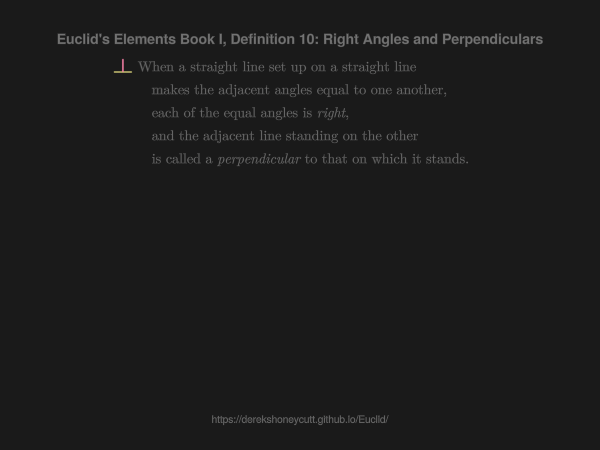 Euclid's Elements Book I, Definition 10: Right Angles and Perpendiculars
When a straight line set up on a straight line
makes the adjacent angles equal to one another,
each of the equal angles is right,
and the adjacent line standing on the other
is called a perpendicular to that on which it stands.
https://derekshoneycutt.github.io/Euclid/